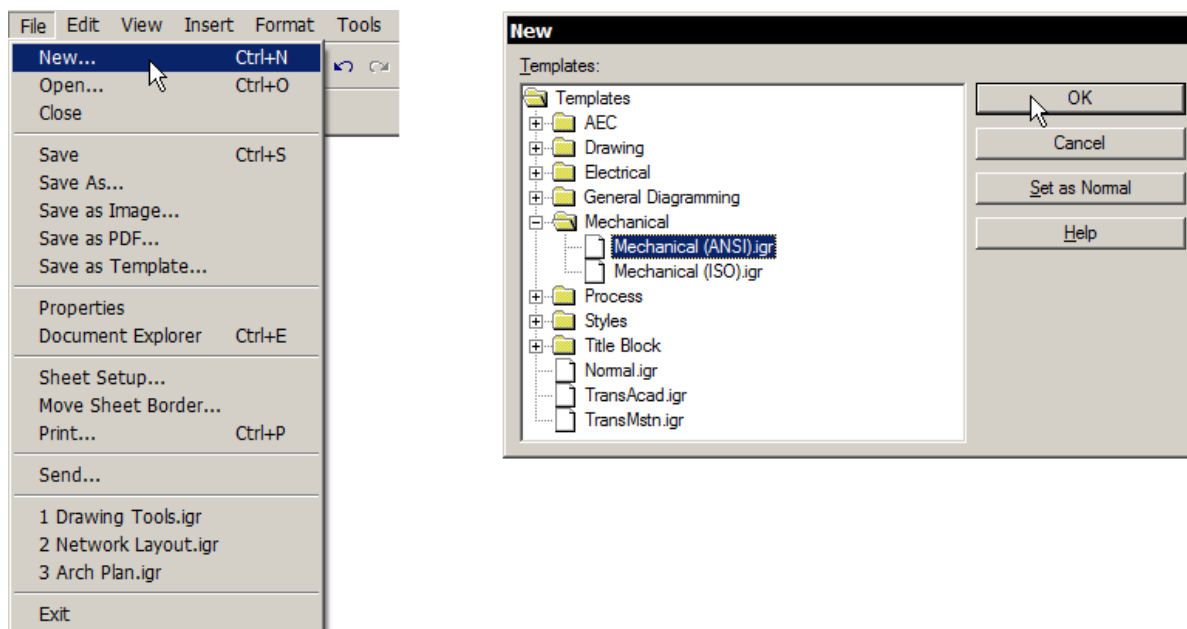 File Edit View Insert Format Tools
New... Ctrl+N
Open... Ctrl+O
Close
Save Ctrl+S
Save As...
Save as Image...
Save as PDF...
Save as Template...
Properties
Document Explorer Ctrl+E
Sheet Setup...
Move Sheet Border...
Print... Ctrl+P
Send...
1 Drawing Tools.igr
2 Network Layout.igr
3 Arch Plan.igr
Exit
New
Templates:
Templates
AEC
Drawing
Electrical
General Diagramming
Mechanical
Mechanical (ANSI).igr
Mechanical (ISO).igr
Process
Styles
Title Block
Normal.igr
TransAcad.igr
TransMstn.igr
OK
Cancel
Set as Normal
Help